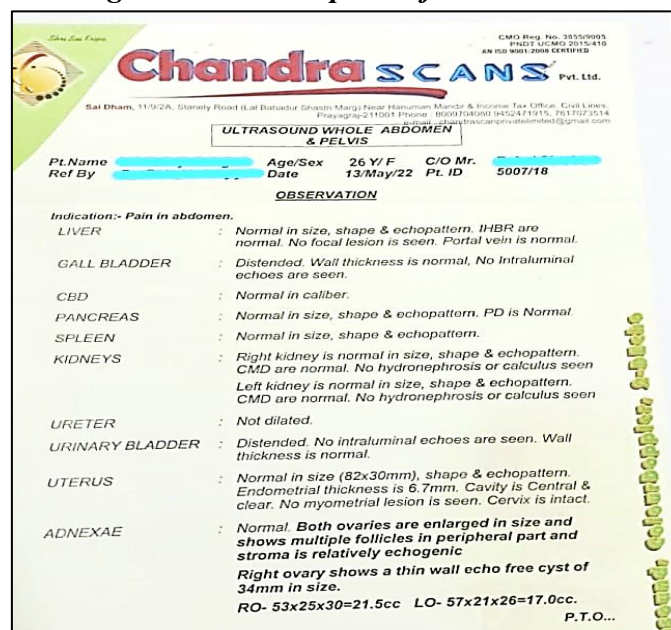 Shri Sai Kripa
CMO Reg. No. 3855/9005
PNDT UCMO 2015/410
AN ISO 9001:2008 CERTIFIED
Chandra SCANS Pvt. Ltd.
Sai Dham, 11/9/2A, Stanely Road (Lal Bahadur Shastri Marg) Near Hanuman Mandir & Income Tax Office, Civil Lines,
Prayagraj-211001 Phone : 8009704060 9452471915, 7617073514
e-mail : chandrascanprivatelimited@gmail.com
ULTRASOUND WHOLE ABDOMEN
& PELVIS
Pt.Name Age/Sex 26 Y/ F C/O Mr.
Ref By Date 13/May/22 Pt. ID 5007/18
OBSERVATION
Indication:- Pain in abdomen.
LIVER : Normal in size, shape & echopattern. IHBR are
normal. No focal lesion is seen. Portal vein is normal.
GALL BLADDER : Distended. Wall thickness is normal, No Intraluminal
echoes are seen.
CBD : Normal in caliber.
PANCREAS : Normal in size, shape & echopattern. PD is Normal.
SPLEEN : Normal in size, shape & echopattern.
KIDNEYS : Right kidney is normal in size, shape & echopattern.
CMD are normal. No hydronephrosis or calculus seen
Left kidney is normal in size, shape & echopattern.
CMD are normal. No hydronephrosis or calculus seen
URETER : Not dilated.
URINARY BLADDER : Distended. No intraluminal echoes are seen. Wall
thickness is normal.
UTERUS : Normal in size (82x30mm), shape & echopattern.
Endometrial thickness is 6.7mm. Cavity is Central &
clear. No myometrial lesion is seen. Cervix is intact.
ADNEXAE : Normal. Both ovaries are enlarged in size and
shows multiple follicles in peripheral part and
stroma is relatively echogenic
Right ovary shows a thin wall echo free cyst of
34mm in size.
RO- 53x25x30=21.5cc LO- 57x21x26=17.0cc.
P.T.O...